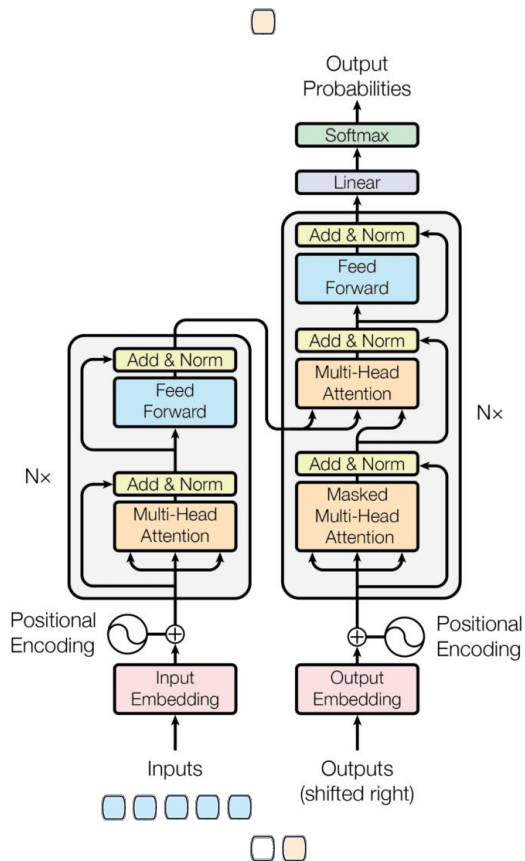 Output
Probabilities
Softmax
Linear
Add & Norm
Feed
Forward
Add & Norm
Multi-Head
Attention
Add & Norm
Masked
Multi-Head
Attention
Nx
Add & Norm
Feed
Forward
Add & Norm
Multi-Head
Attention
Nx
Positional
Encoding
Positional
Encoding
Input
Embedding
Output
Embedding
Inputs
Outputs
(shifted right)